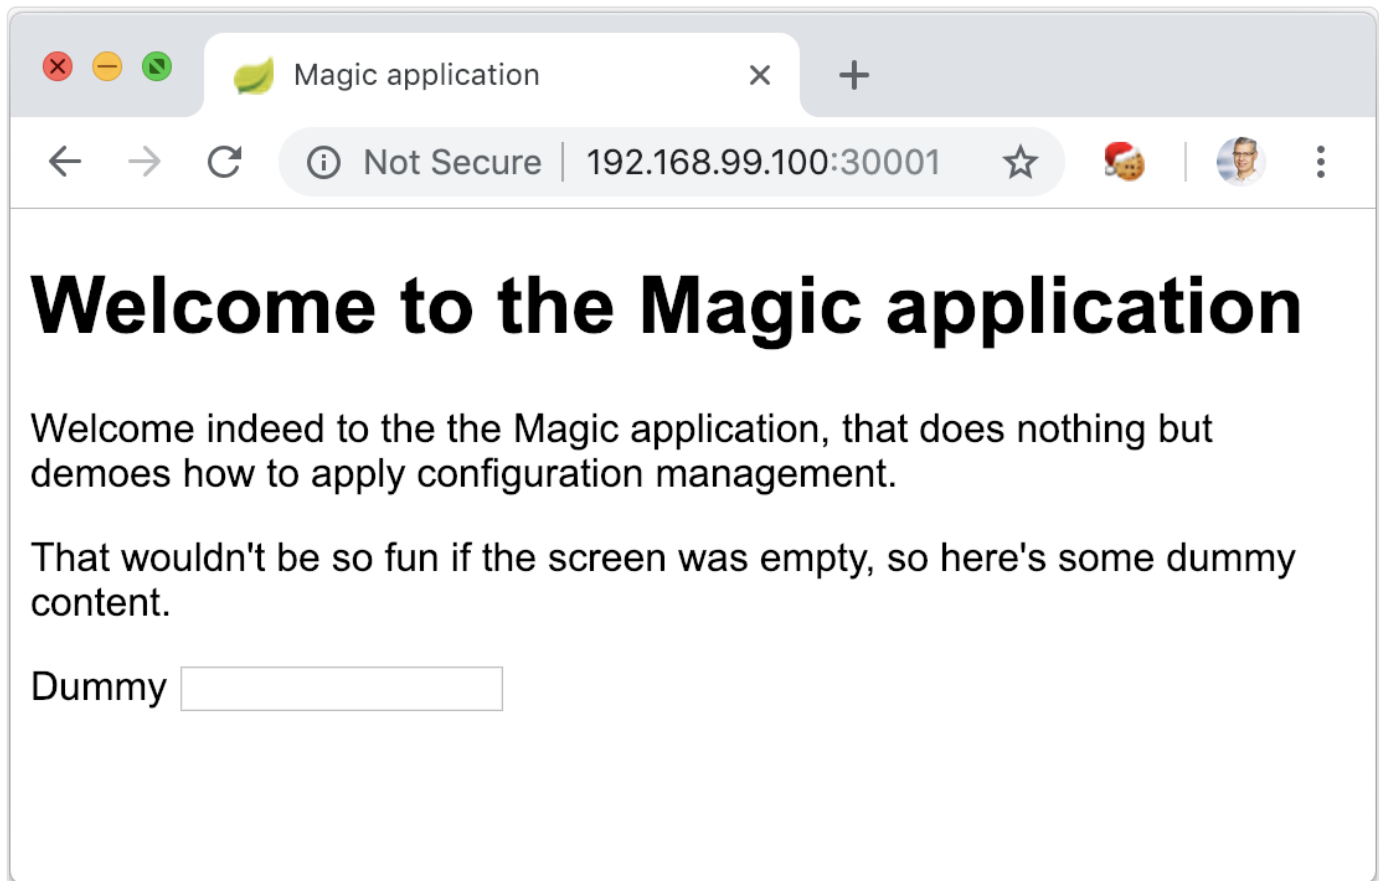 Magic application
Not Secure 192.168.99.100:30001
Welcome to the Magic application
Welcome indeed to the the Magic application, that does nothing but
demoes how to apply configuration management.
That wouldn't be so fun if the screen was empty, so here's some dummy
content.
Dummy